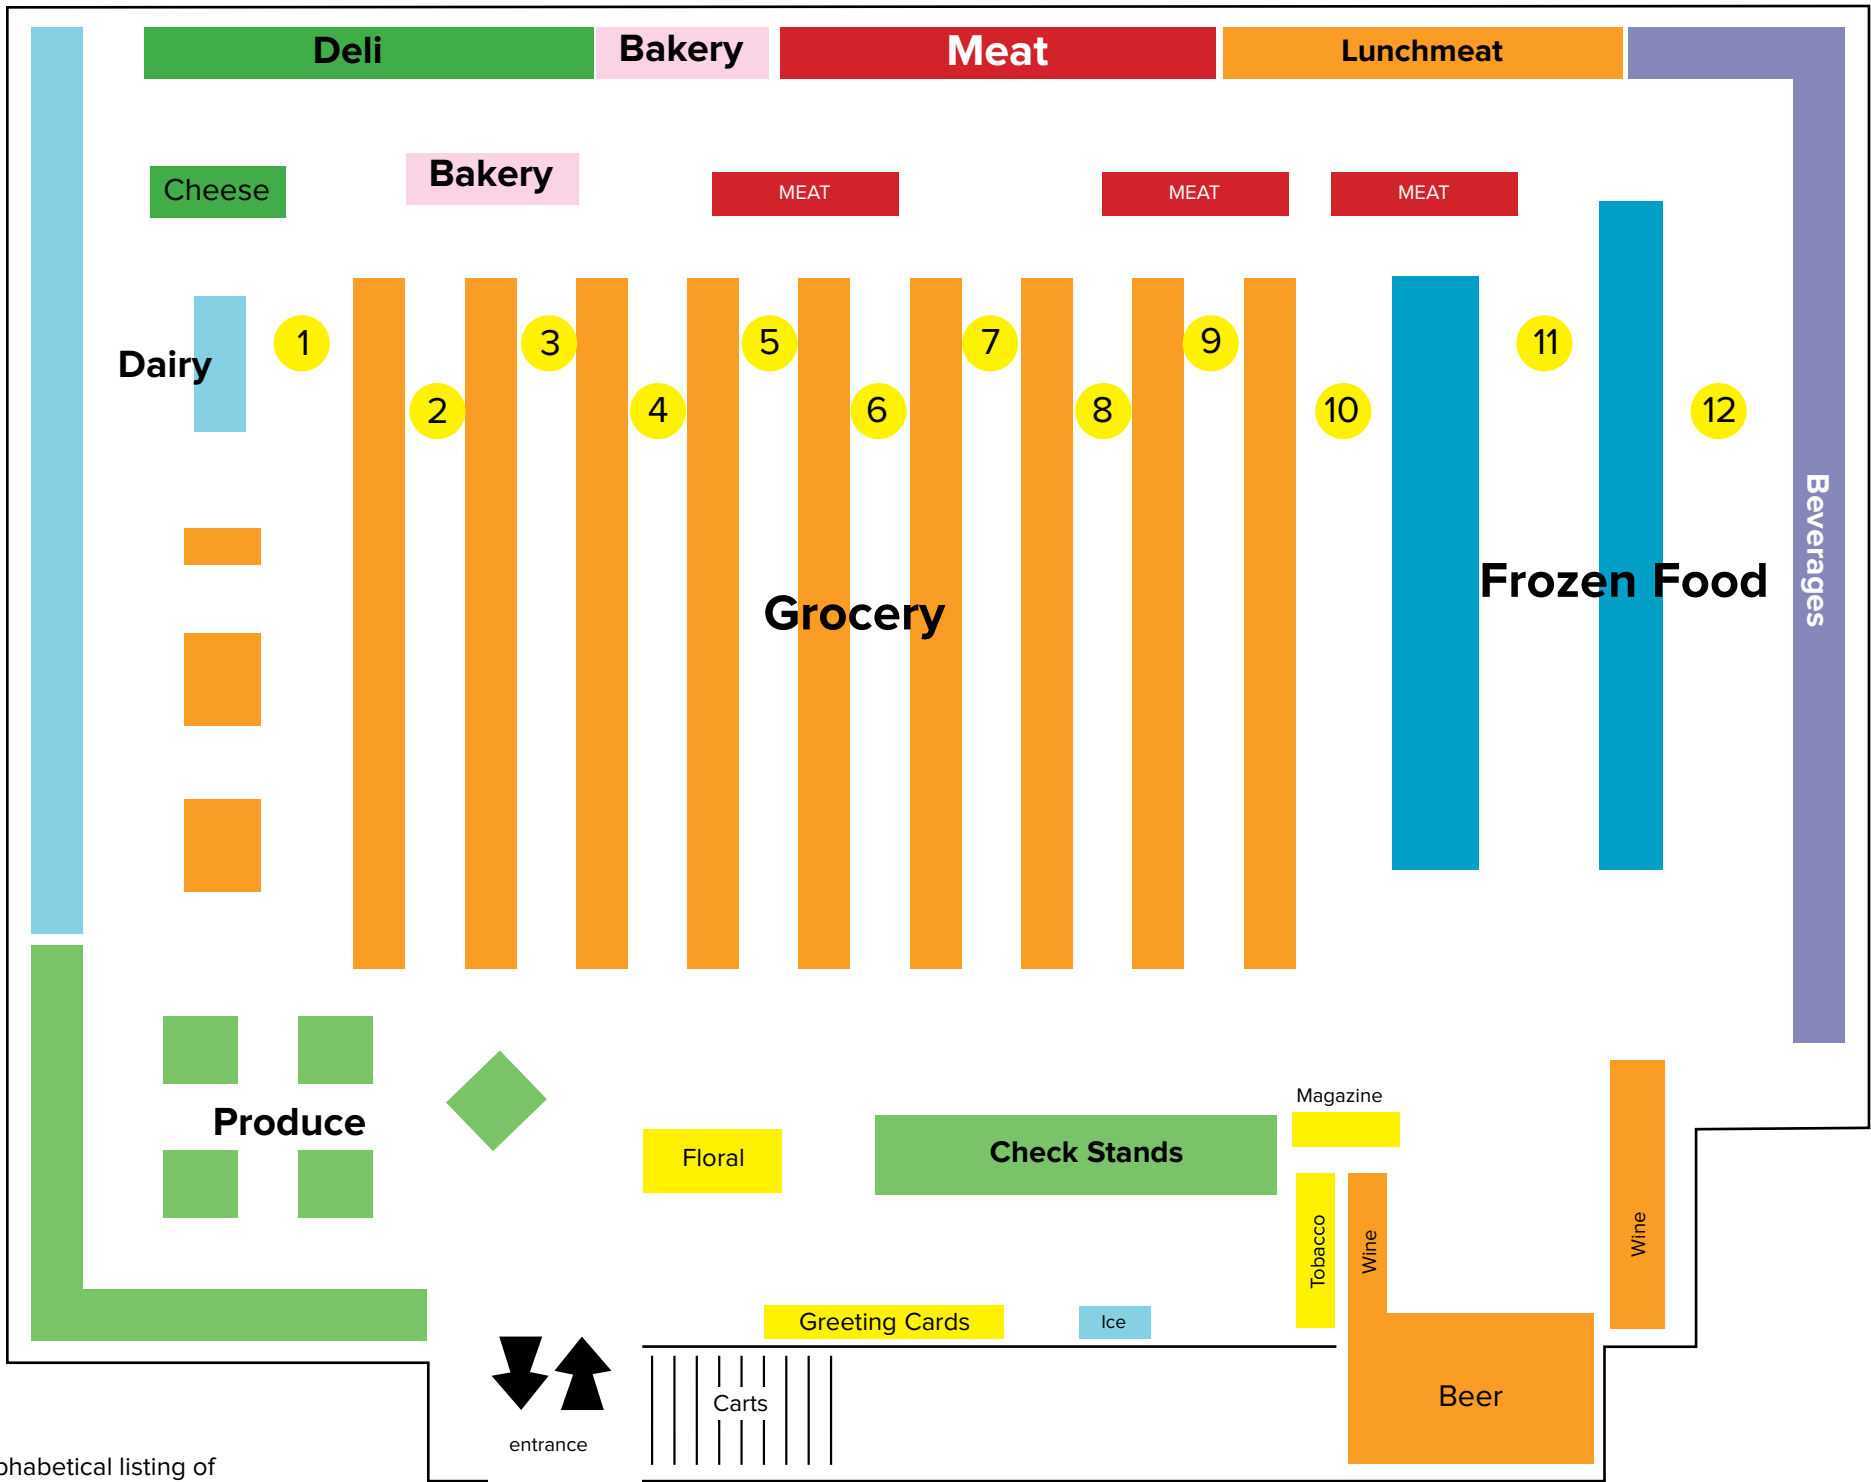 Deli
Bakery
Meat
Lunchmeat
Cheese
Bakery
MEAT
MEAT
MEAT
Dairy
1
3
5
7
9
11
2
4
6
8
10
12
Beverages
Frozen Food
Grocery
Magazine
Produce
Floral
Check Stands
Tobacco
Wine
Wine
Greeting Cards
Ice
Carts
Beer
entrance
phabetical listing of